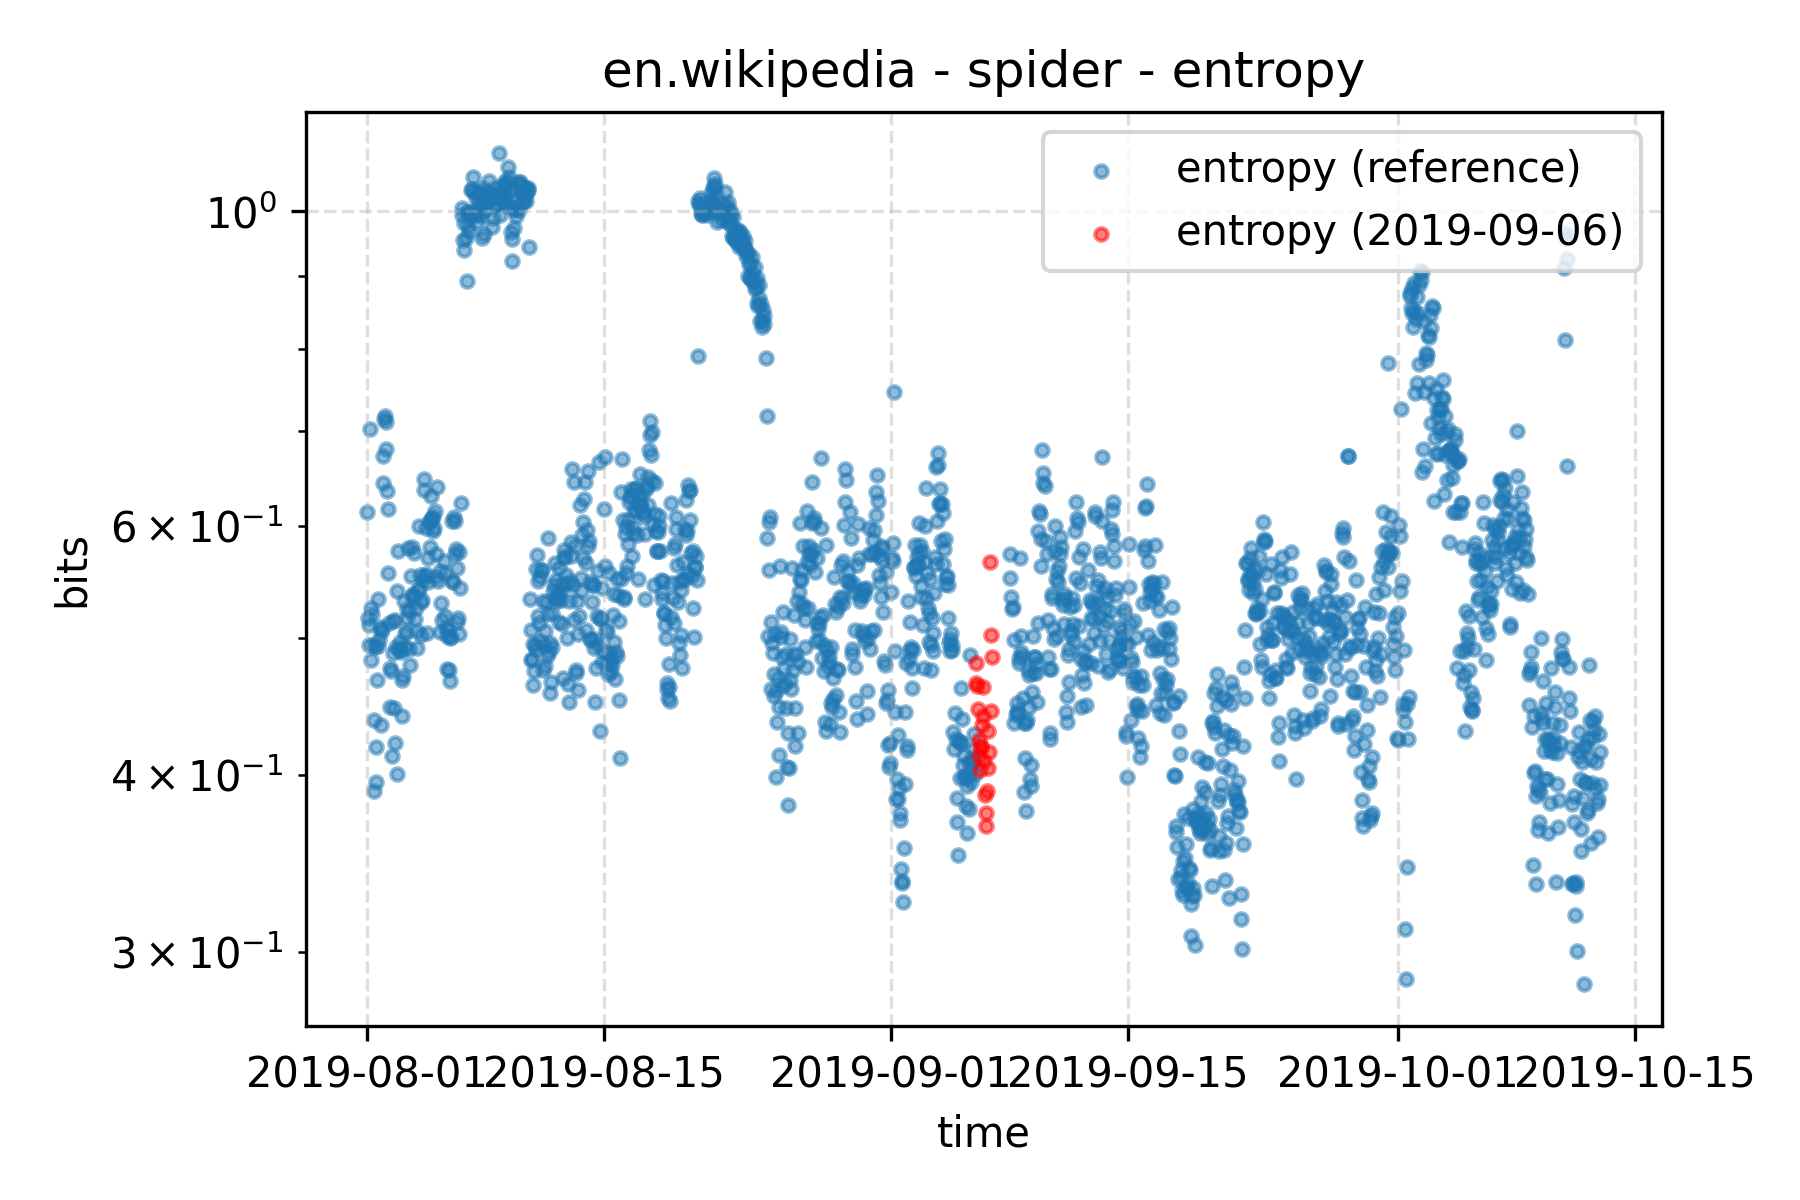 en.wikipedia - spider - entropy
entropy (reference)
entropy (2019-09-06)
10⁰
6 × 10⁻¹
4 × 10⁻¹
3 × 10⁻¹
bits
2019-08-01 2019-08-15 2019-09-01 2019-09-15 2019-10-01 2019-10-15
time